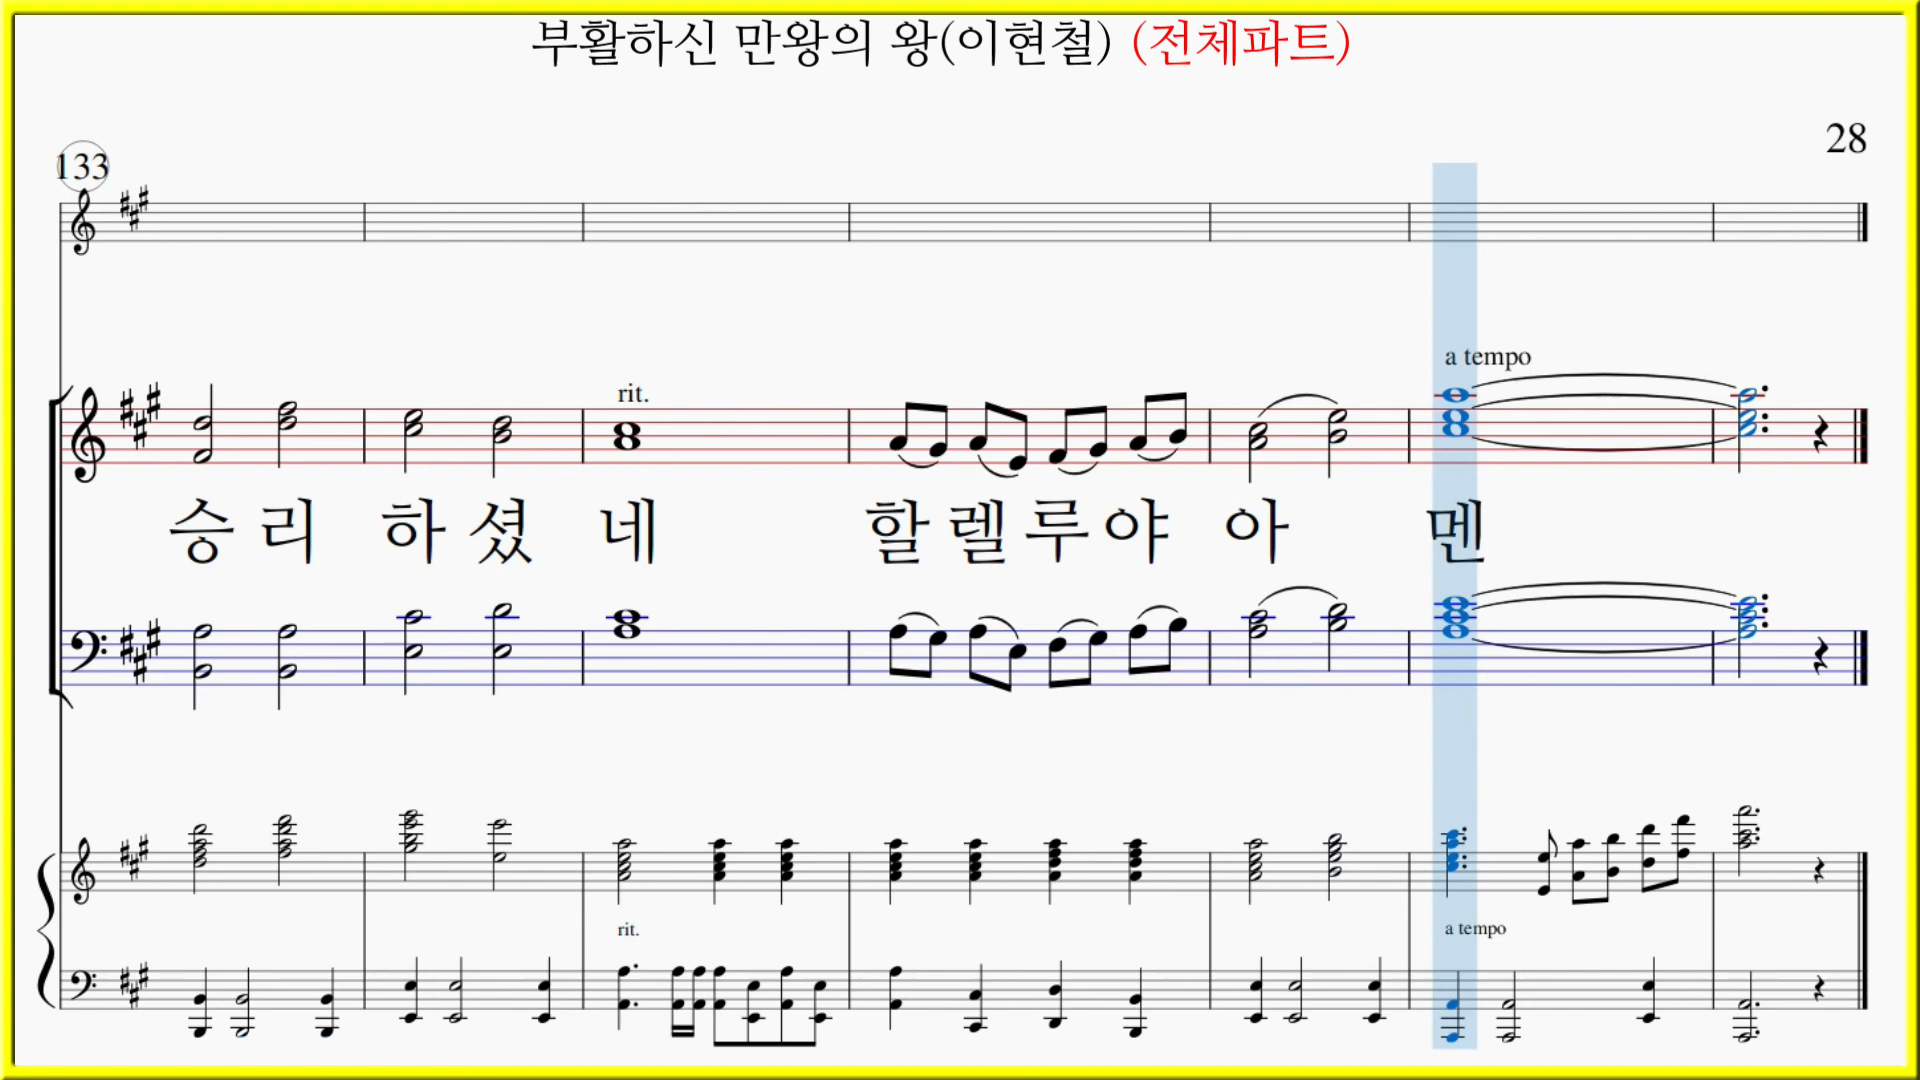 부활하신 만왕의 왕(이현철) (전체파트)
28
133
a tempo
rit.
승 리 하 셨 네 할 렐 루 야 아 멘
rit.
a tempo